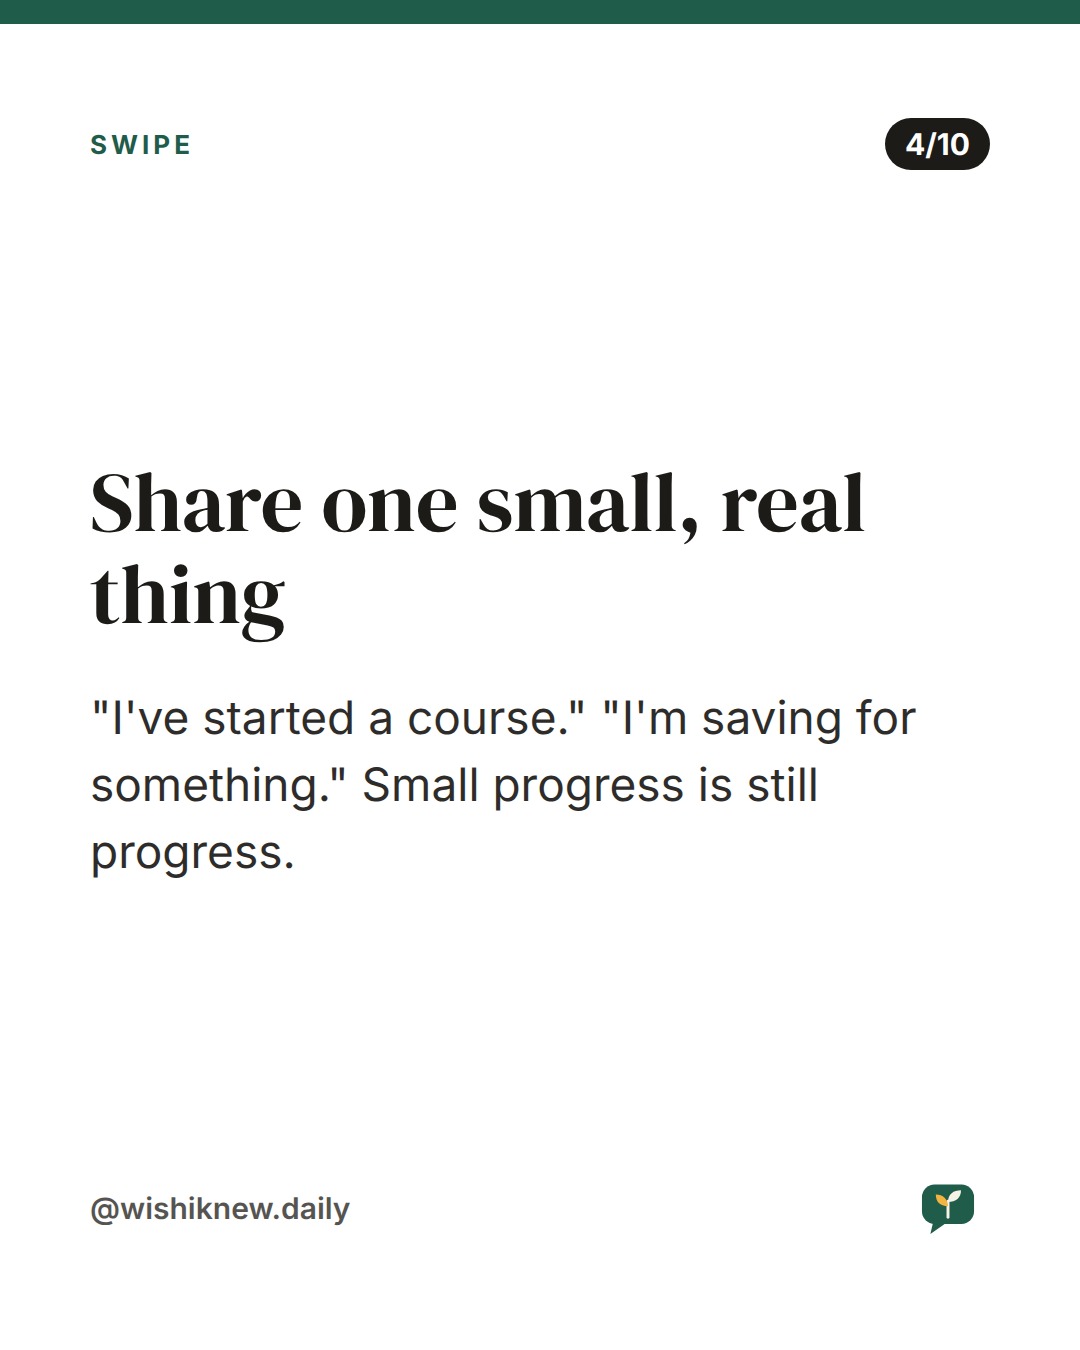 SWIPE
4/10
Share one small, real
thing
"I've started a course." "I'm saving for
something." Small progress is still
progress.
@wishiknew.daily